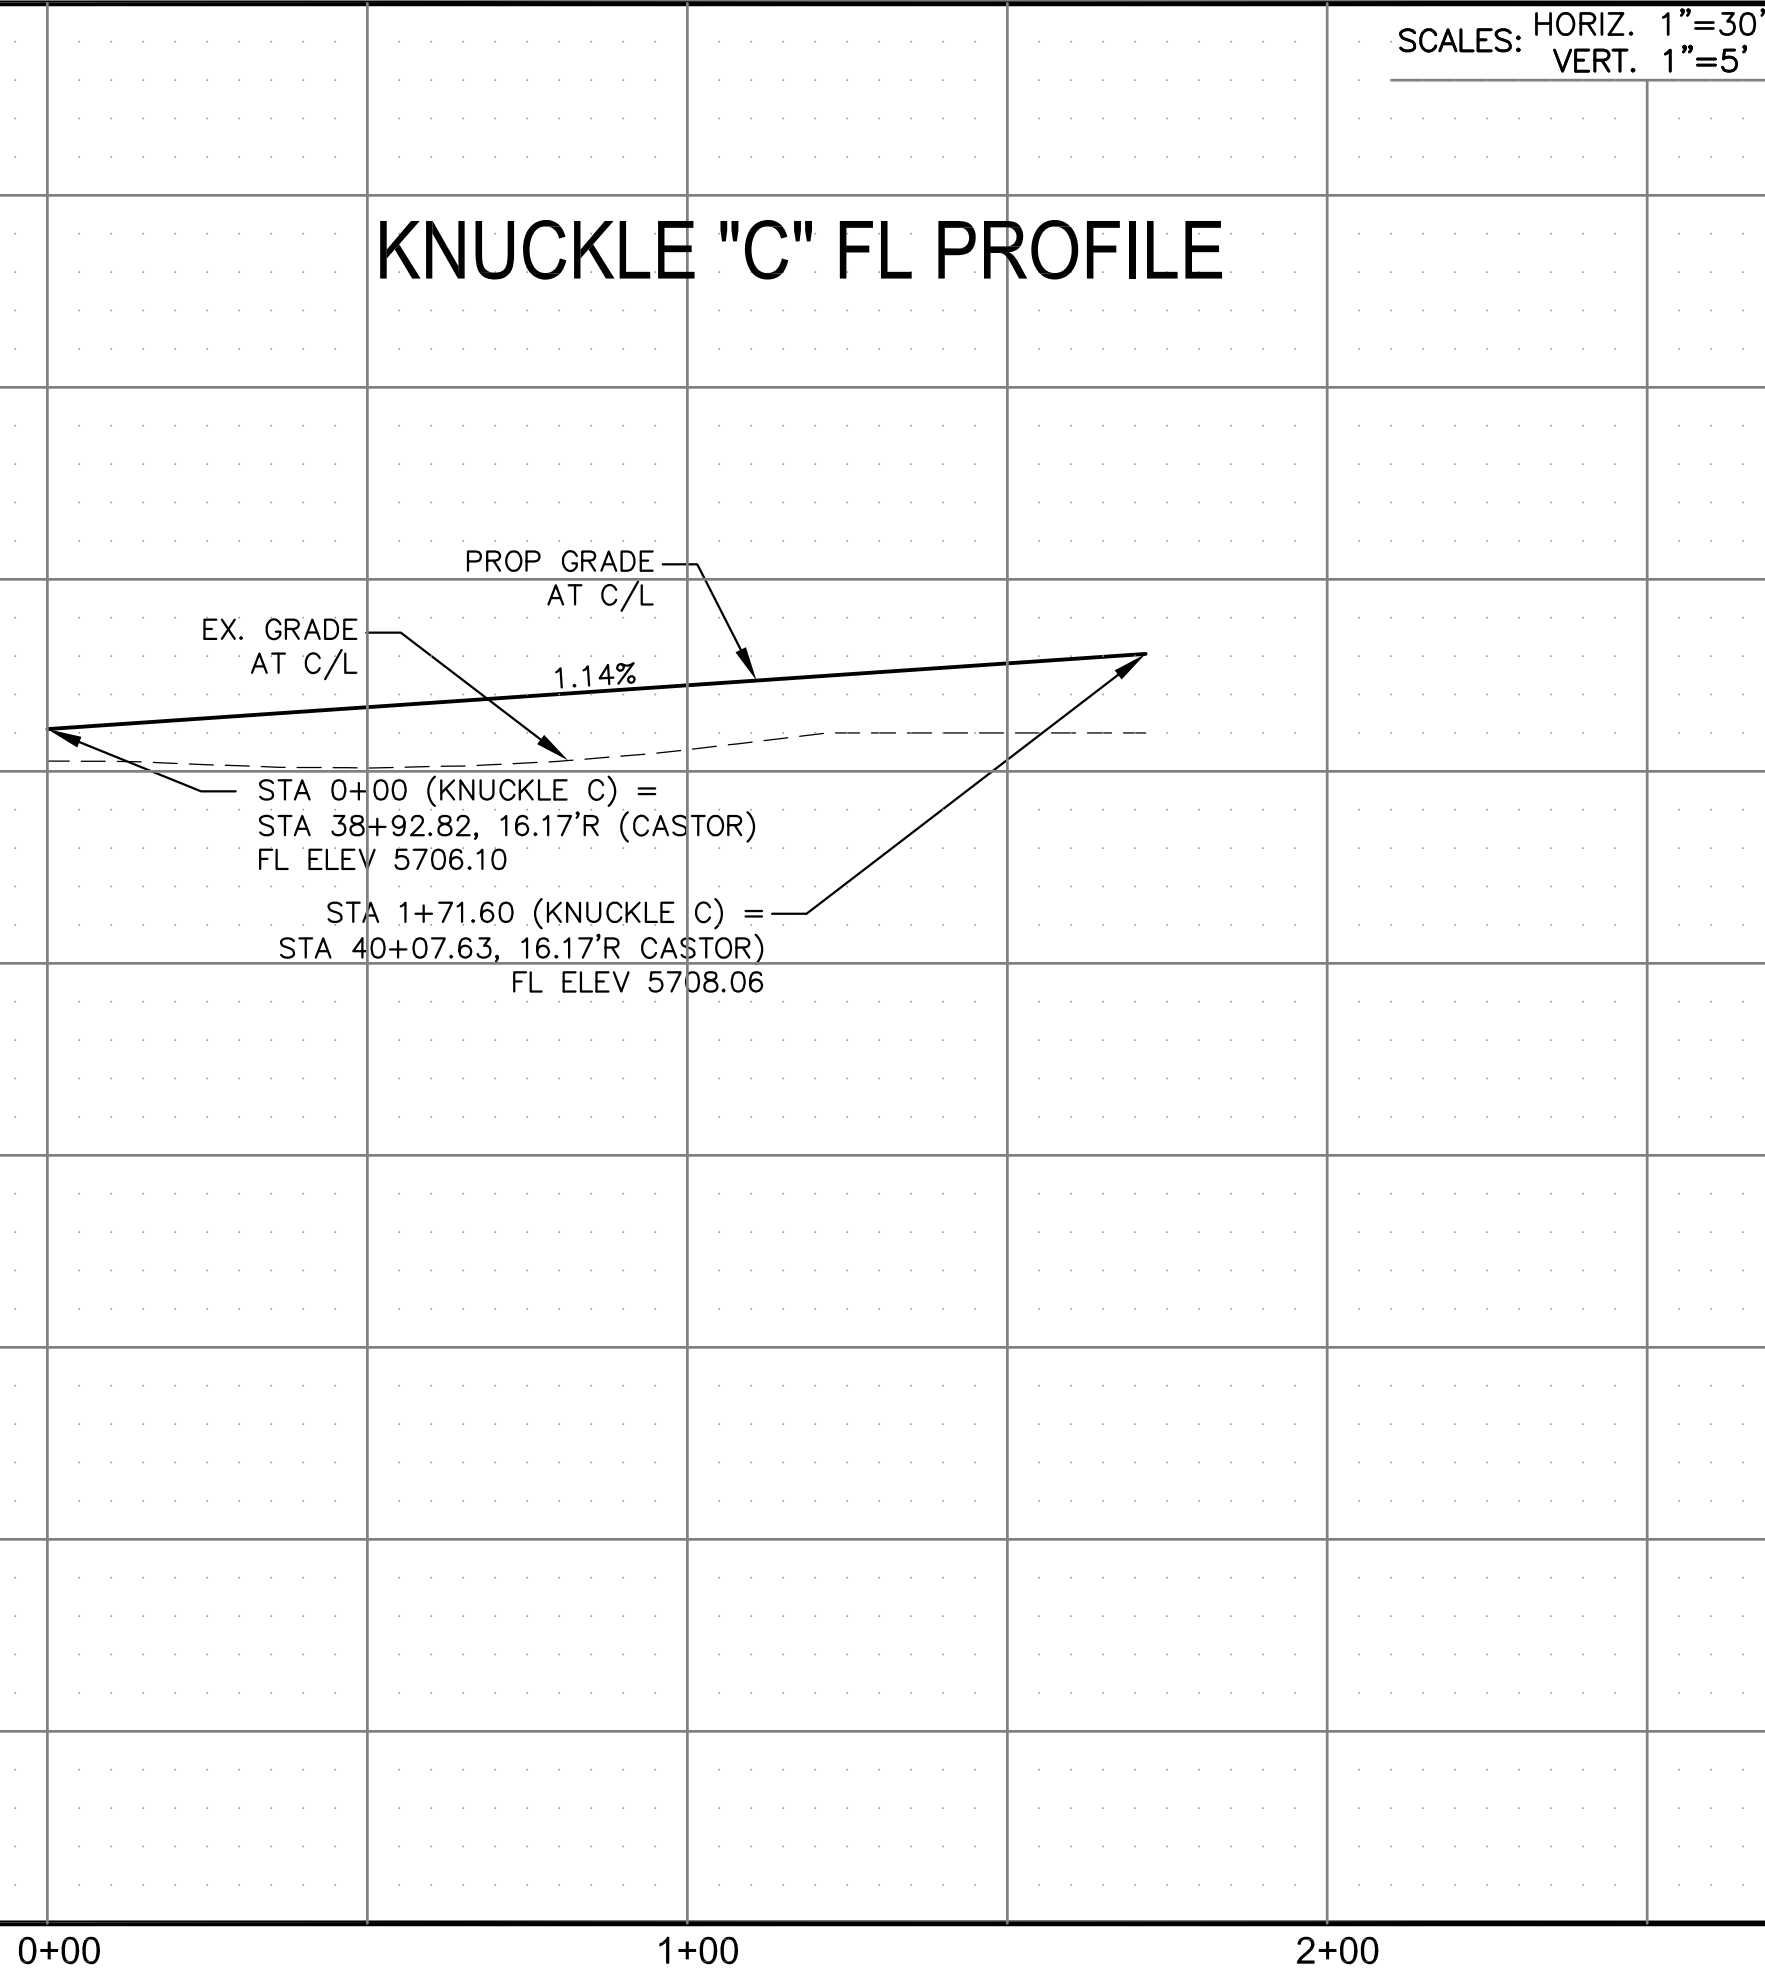 SCALES: HORIZ. 1"=30'
VERT. 1"=5'
KNUCKLE "C" FL PROFILE
PROP GRADE
AT C/L
EX. GRADE
AT C/L
1.14%
STA 0+00 (KNUCKLE C) =
STA 38+92.82, 16.17'R (CASTOR)
FL ELEV 5706.10
STA 1+71.60 (KNUCKLE C) =
STA 40+07.63, 16.17'R CASTOR)
FL ELEV 5708.06
0+00 1+00 2+00